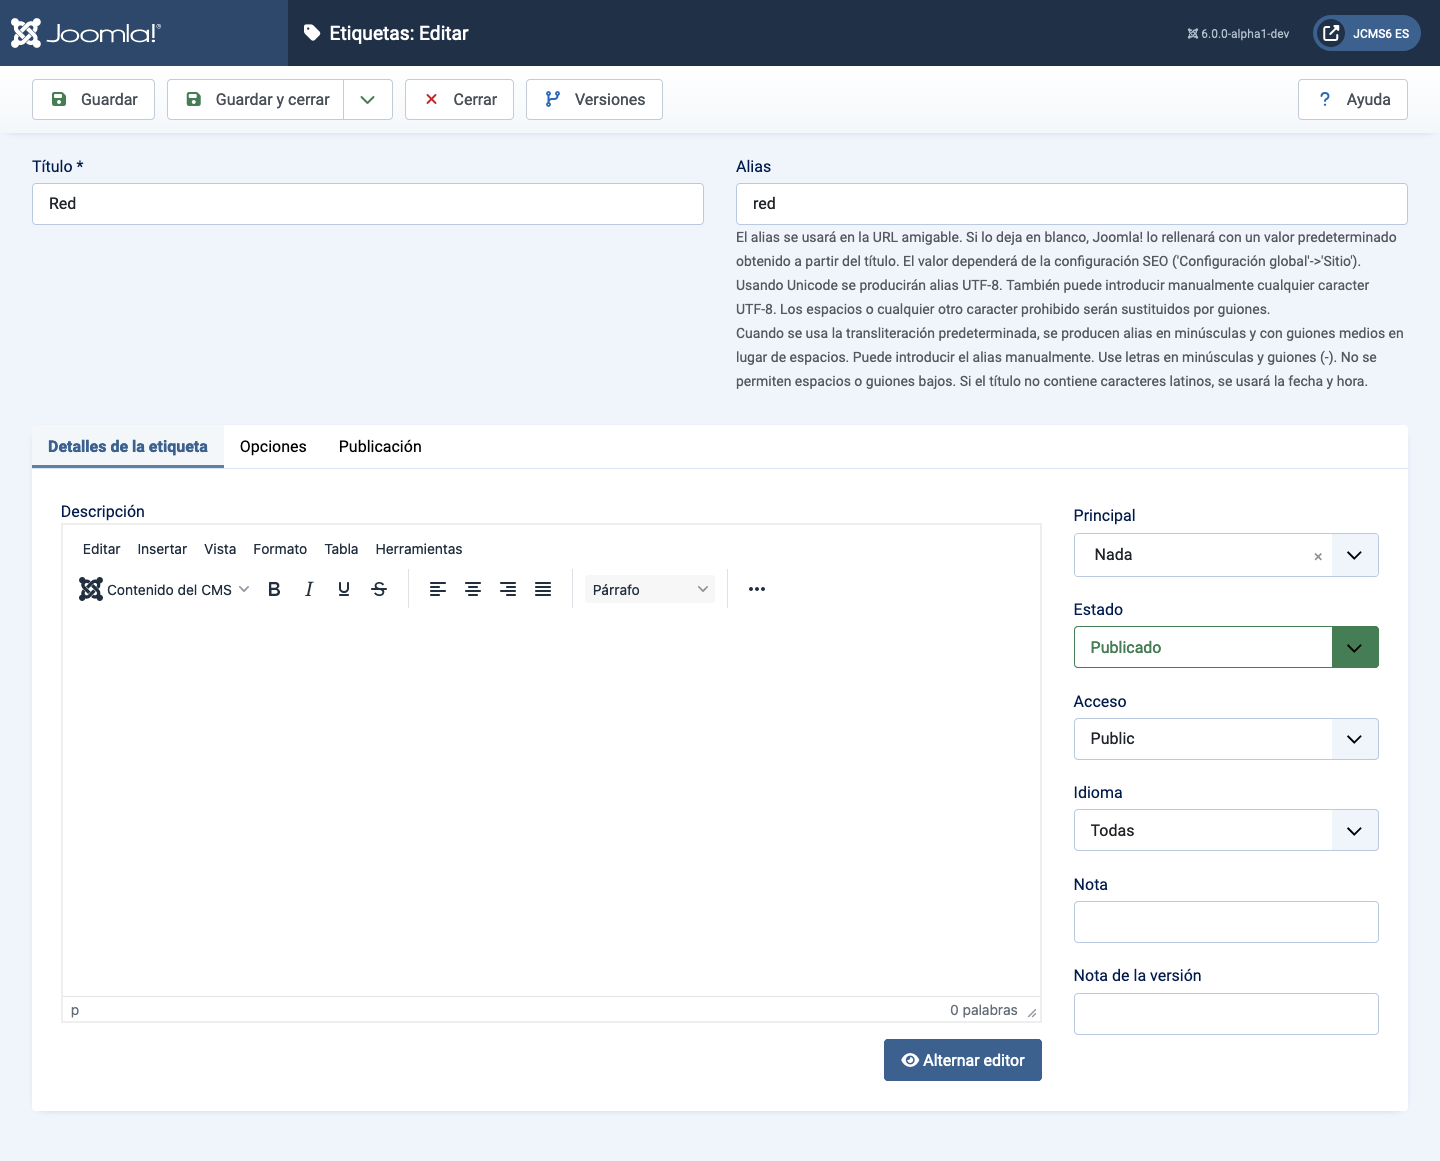 Joomla!®
Etiquetas: Editar
6.0.0-alpha1-dev
JCMS6 ES
Guardar
Guardar y cerrar
Cerrar
Versiones
? Ayuda
Título *
Red
Alias
red
El alias se usará en la URL amigable. Si lo deja en blanco, Joomla! lo rellenará con un valor predeterminado
obtenido a partir del título. El valor dependerá de la configuración SEO ('Configuración global'->'Sitio').
Usando Unicode se producirán alias UTF-8. También puede introducir manualmente cualquier caracter
UTF-8. Los espacios o cualquier otro caracter prohibido serán sustituidos por guiones.
Cuando se usa la transliteración predeterminada, se producen alias en minúsculas y con guiones medios en
lugar de espacios. Puede introducir el alias manualmente. Use letras en minúsculas y guiones (-). No se
permiten espacios o guiones bajos. Si el título no contiene caracteres latinos, se usará la fecha y hora.
Detalles de la etiqueta
Opciones
Publicación
Descripción
Editar Insertar Vista Formato Tabla Herramientas
Contenido del CMS
B I U S
Párrafo
p
0 palabras
Alternar editor
Principal
Nada ×
Estado
Publicado
Acceso
Public
Idioma
Todas
Nota
Nota de la versión